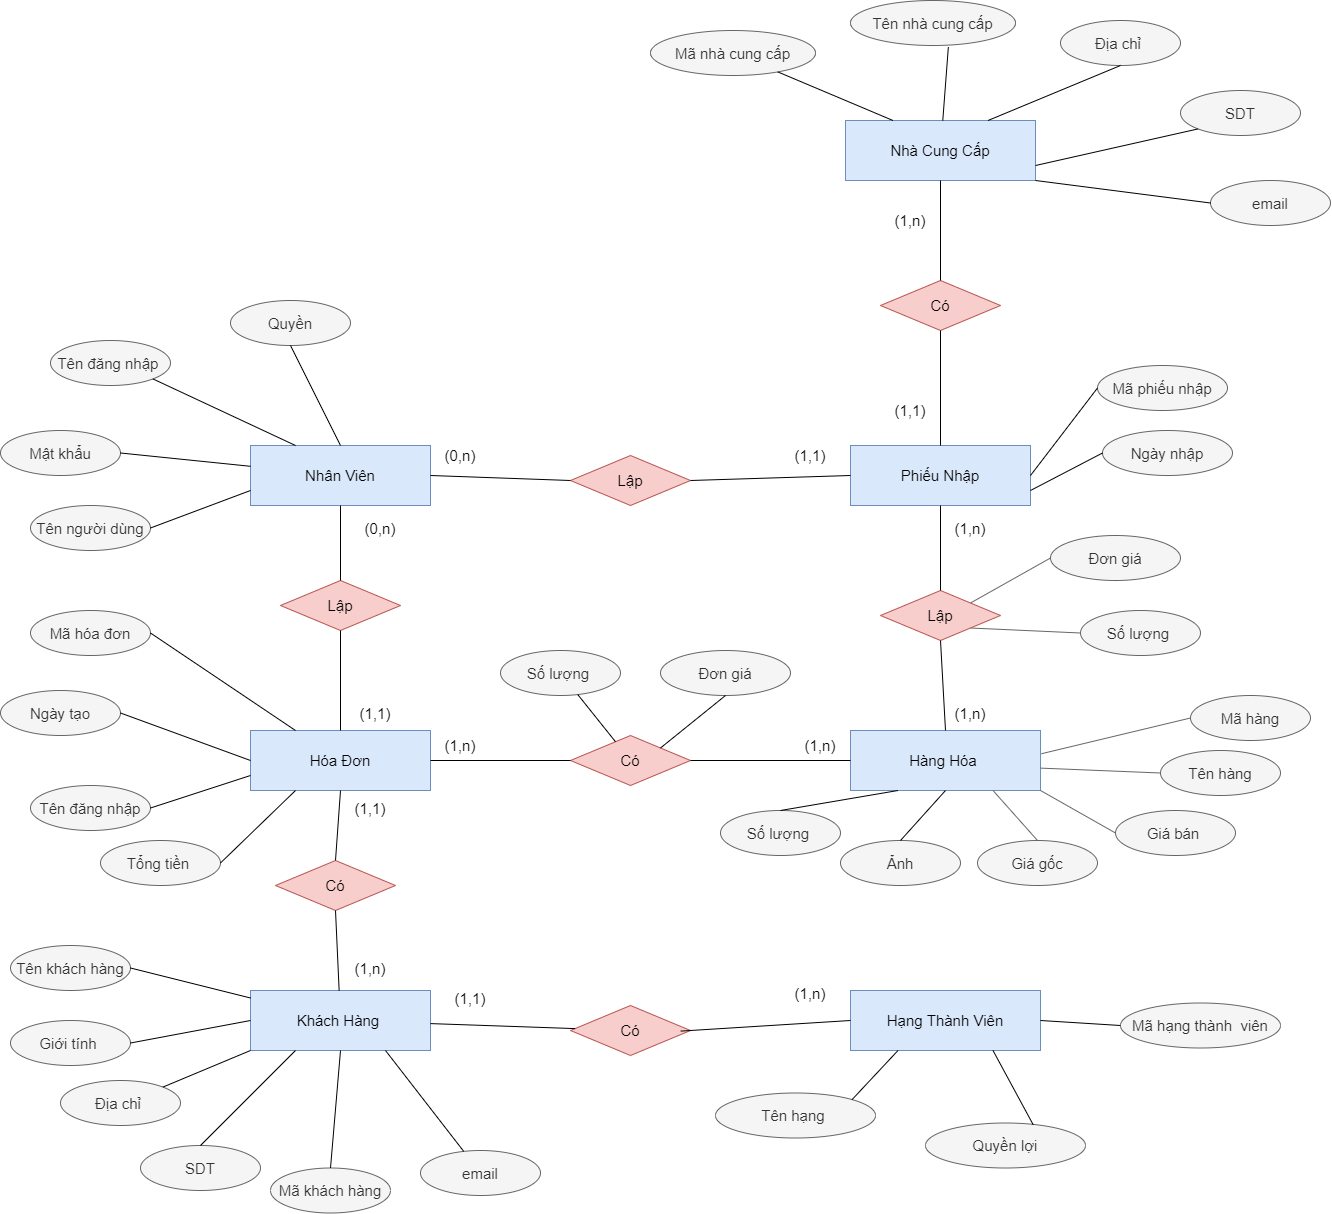 Tên nhà cung cấp
Mã nhà cung cấp
Địa chỉ
SDT
Nhà Cung Cấp
email
(1,n)
Có
Quyền
Tên đăng nhập
Mã phiếu nhập
(1,1)
Mật khẩu
(0,n)
(1,1)
Ngày nhập
Nhân Viên
Lập
Phiếu Nhập
Tên người dùng
(0,n)
(1,n)
Đơn giá
Lập
Lập
Mã hóa đơn
Số lượng
Số lượng
Đơn giá
Ngày tạo
(1,1)
(1,n)
Mã hàng
(1,n)
(1,n)
Hóa Đơn
Có
Hàng Hóa
Tên hàng
Tên đăng nhập
(1,1)
Số lượng
Giá bán
Tổng tiền
Ảnh
Giá gốc
Có
Tên khách hàng
(1,n)
(1,1)
(1,n)
Khách Hàng
Có
Hạng Thành Viên
Mã hạng thành  viên
Giới tính
Địa chỉ
Tên hạng
Quyền lợi
SDT
email
Mã khách hàng